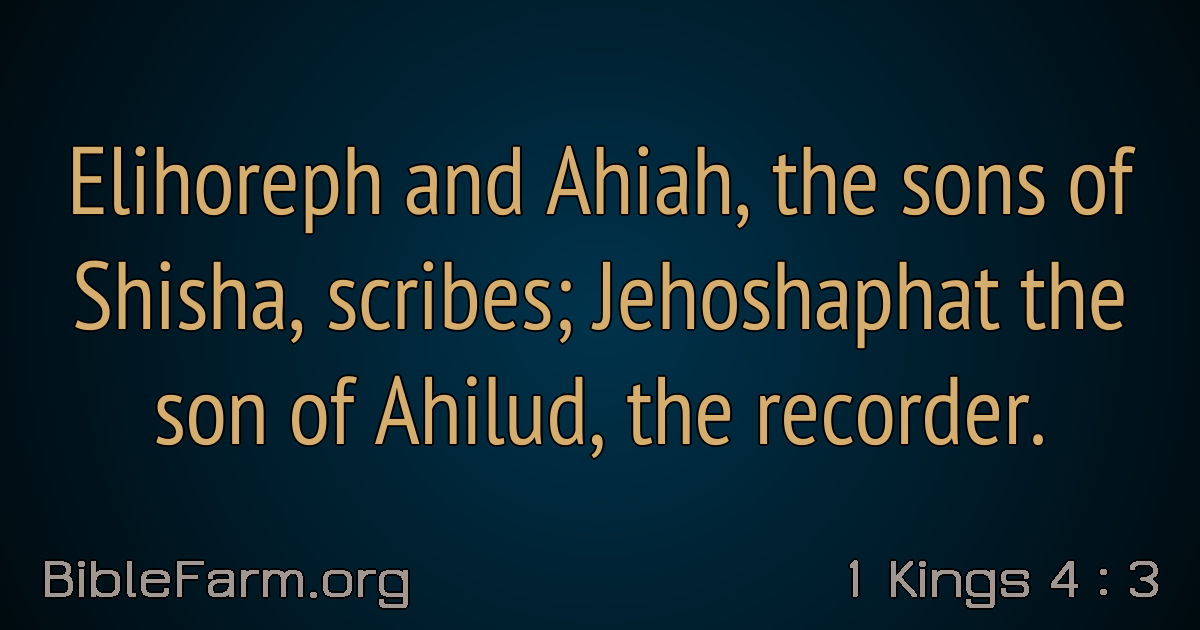 Elihoreph and Ahiah, the sons of
Shisha, scribes; Jehoshaphat the
son of Ahilud, the recorder.
BibleFarm.org
1 Kings 4 : 3